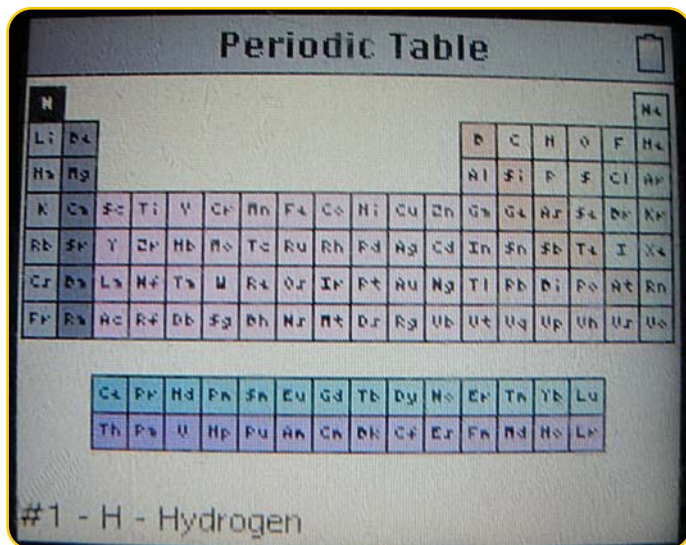 Periodic Table
H He
Li Be B C N O F Ne
Na Mg Al Si P S Cl Ar
K Ca Sc Ti V Cr Mn Fe Co Ni Cu Zn Ga Ge As Se Br Kr
Rb Sr Y Zr Nb Mo Tc Ru Rh Pd Ag Cd In Sn Sb Te I Xe
Cs Ba La Hf Ta W Re Os Ir Pt Au Hg Tl Pb Bi Po At Rn
Fr Ra Ac Rf Db Sg Bh Hs Mt Ds Rg Ub Ut Uq Up Uh Us Uo
Ce Pr Nd Pm Sm Eu Gd Tb Dy Ho Er Tm Yb Lu
Th Pa U Np Pu Am Cm Bk Cf Es Fm Md No Lr
#1 - H - Hydrogen